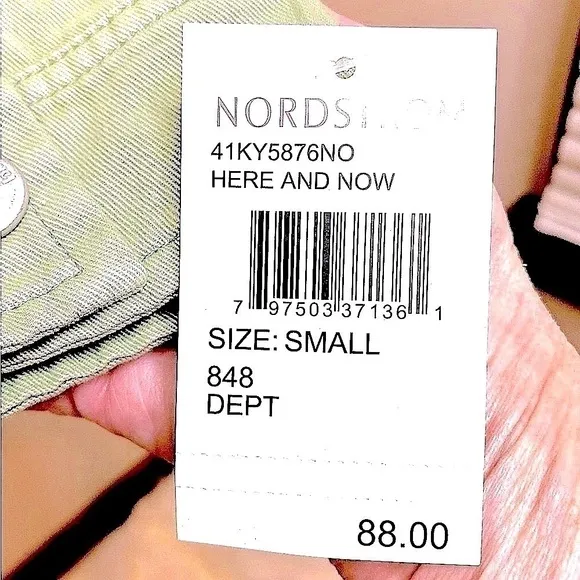 NORDSTROM
41KY5876NO
HERE AND NOW
7 97503 37136 1
SIZE: SMALL
848
DEPT
88.00